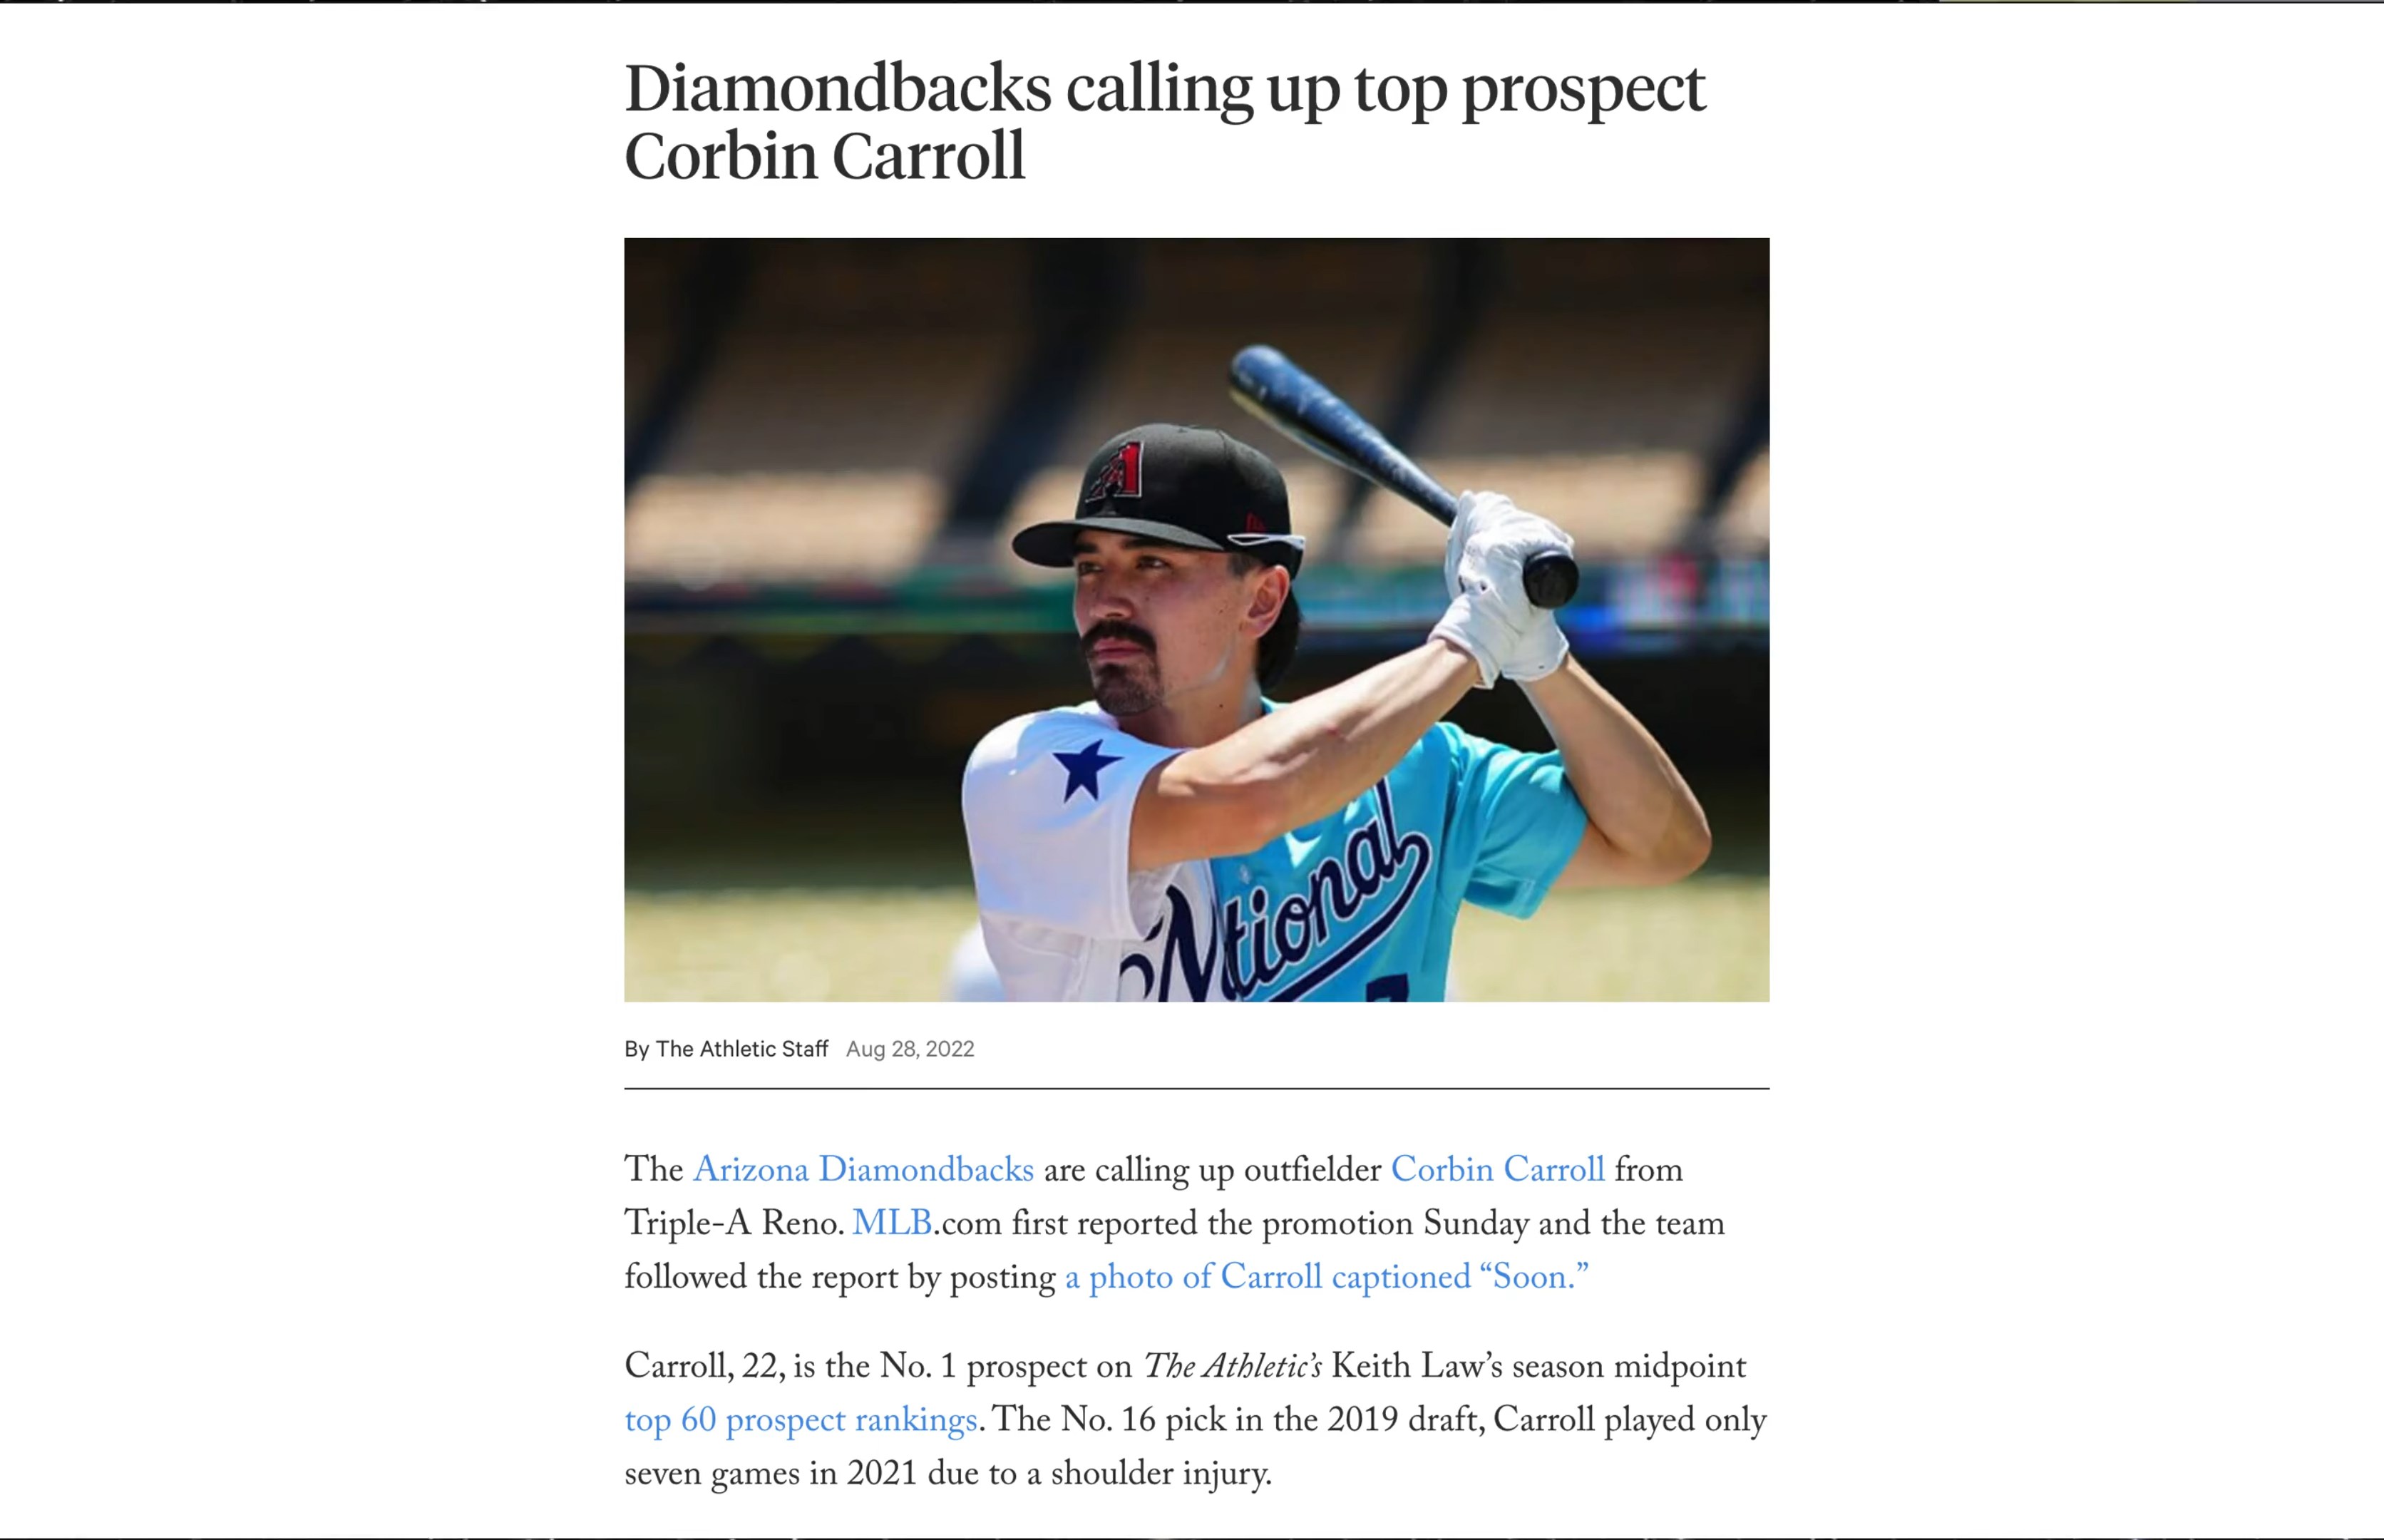 Diamondbacks calling up top prospect
Corbin Carroll
A
National
7
By The Athletic Staff Aug 28, 2022
The Arizona Diamondbacks are calling up outfielder Corbin Carroll from
Triple-A Reno. MLB.com first reported the promotion Sunday and the team
followed the report by posting a photo of Carroll captioned “Soon.”
Carroll, 22, is the No. 1 prospect on The Athletic’s Keith Law’s season midpoint
top 60 prospect rankings. The No. 16 pick in the 2019 draft, Carroll played only
seven games in 2021 due to a shoulder injury.